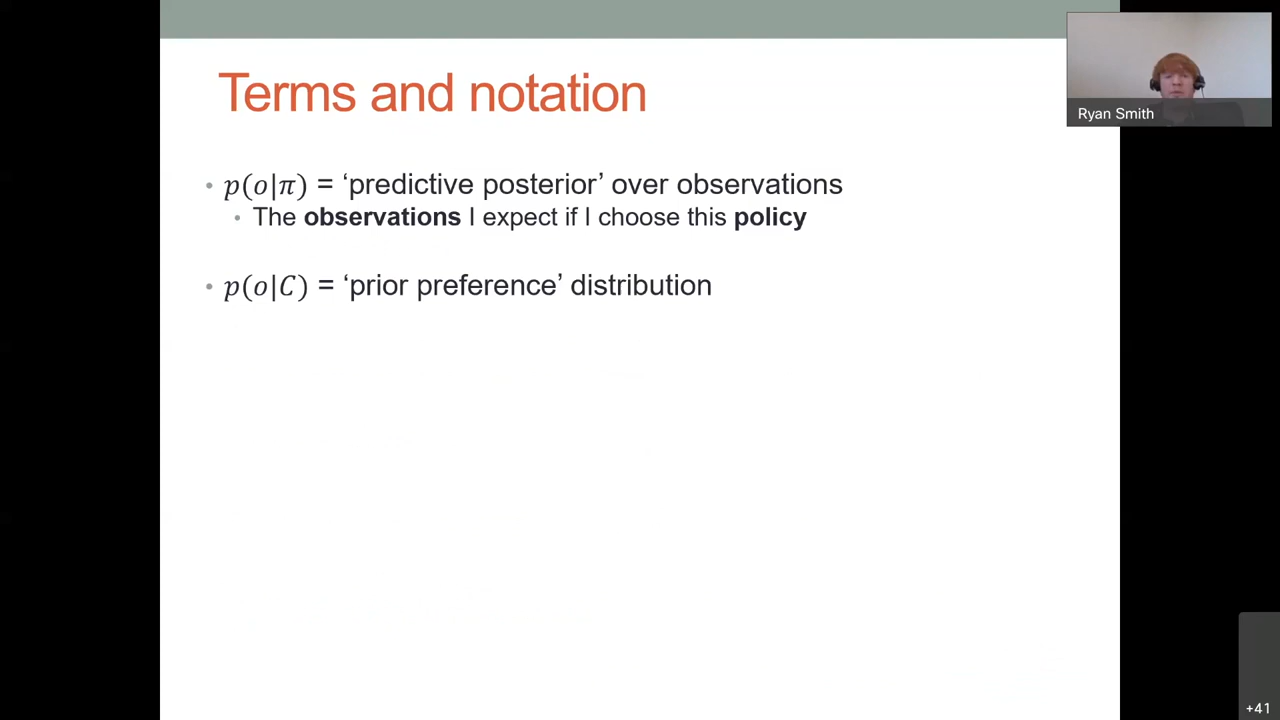 Terms and notation
Ryan Smith
• p(o|π) = ‘predictive posterior’ over observations
• The observations I expect if I choose this policy
• p(o|C) = ‘prior preference’ distribution
+41